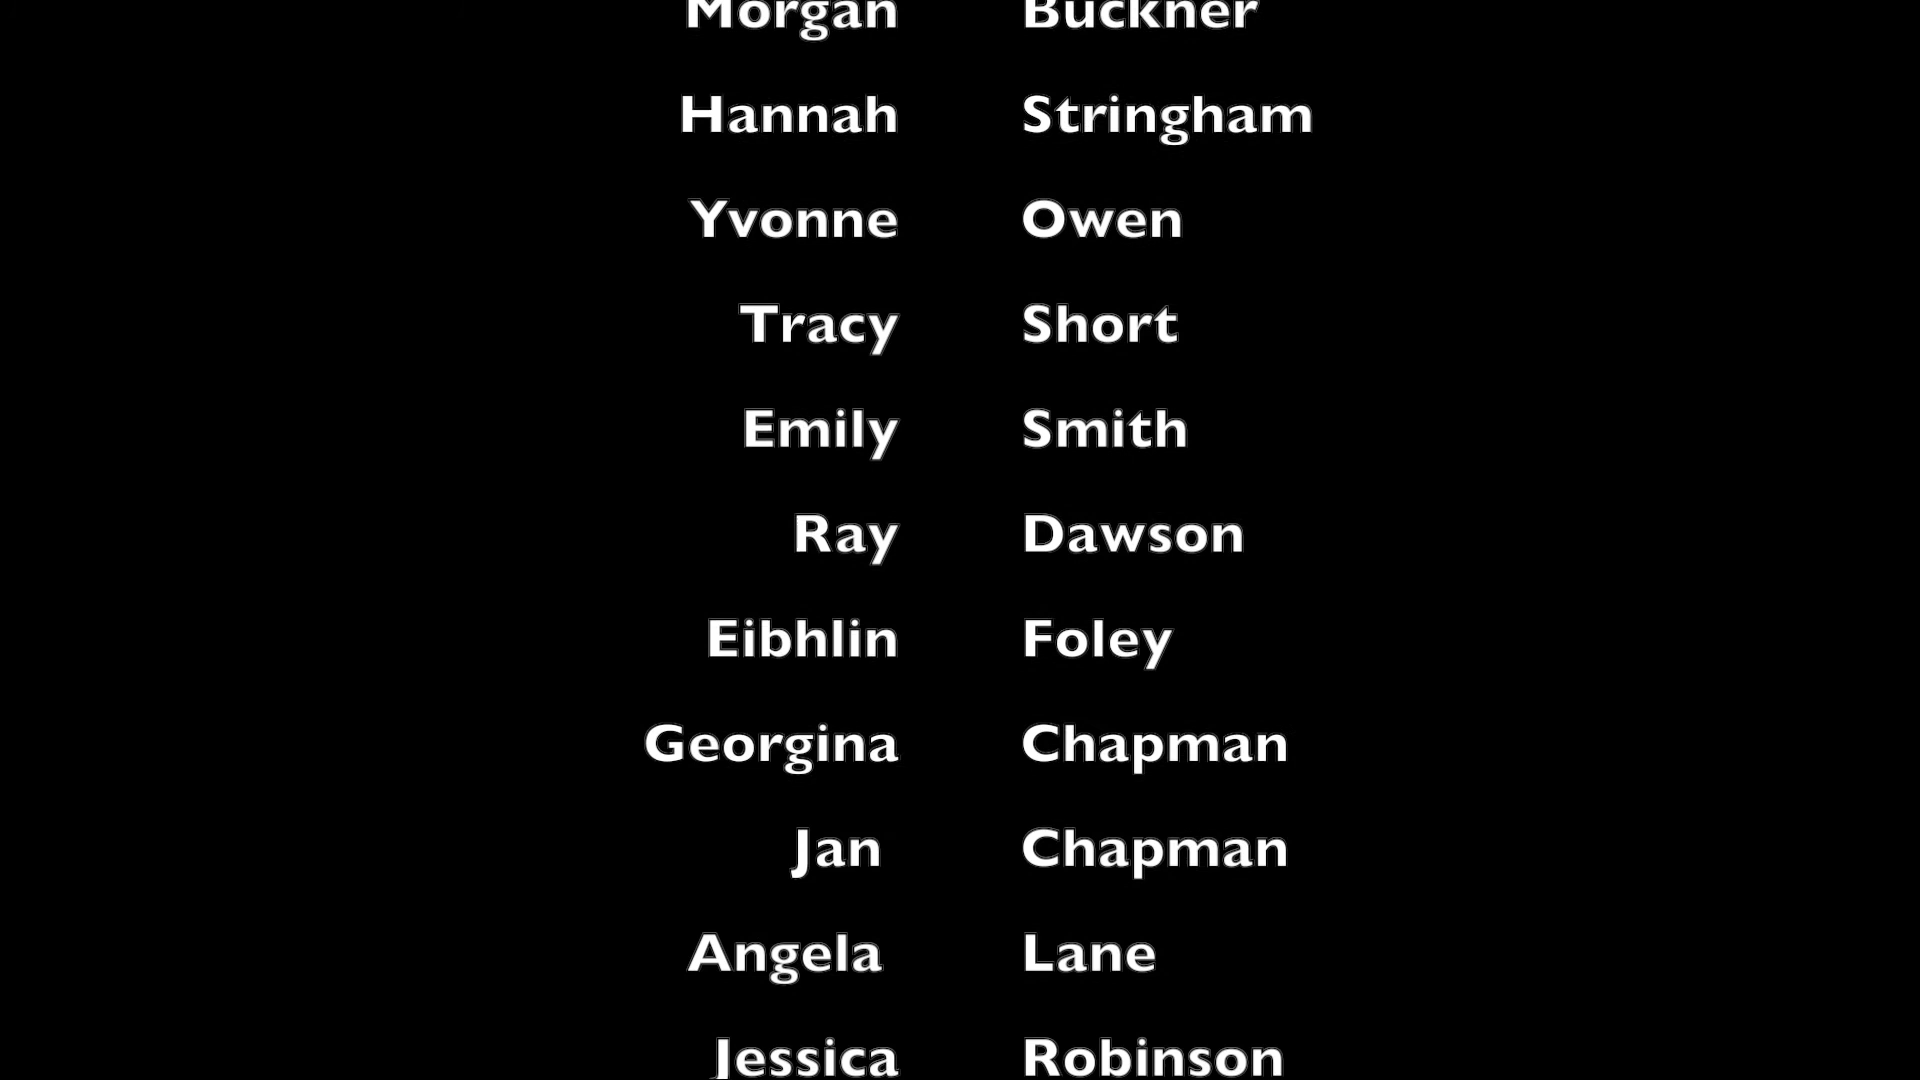 Morgan Buckner
Hannah Stringham
Yvonne Owen
Tracy Short
Emily Smith
Ray Dawson
Eibhlin Foley
Georgina Chapman
Jan Chapman
Angela Lane
Jessica Robinson